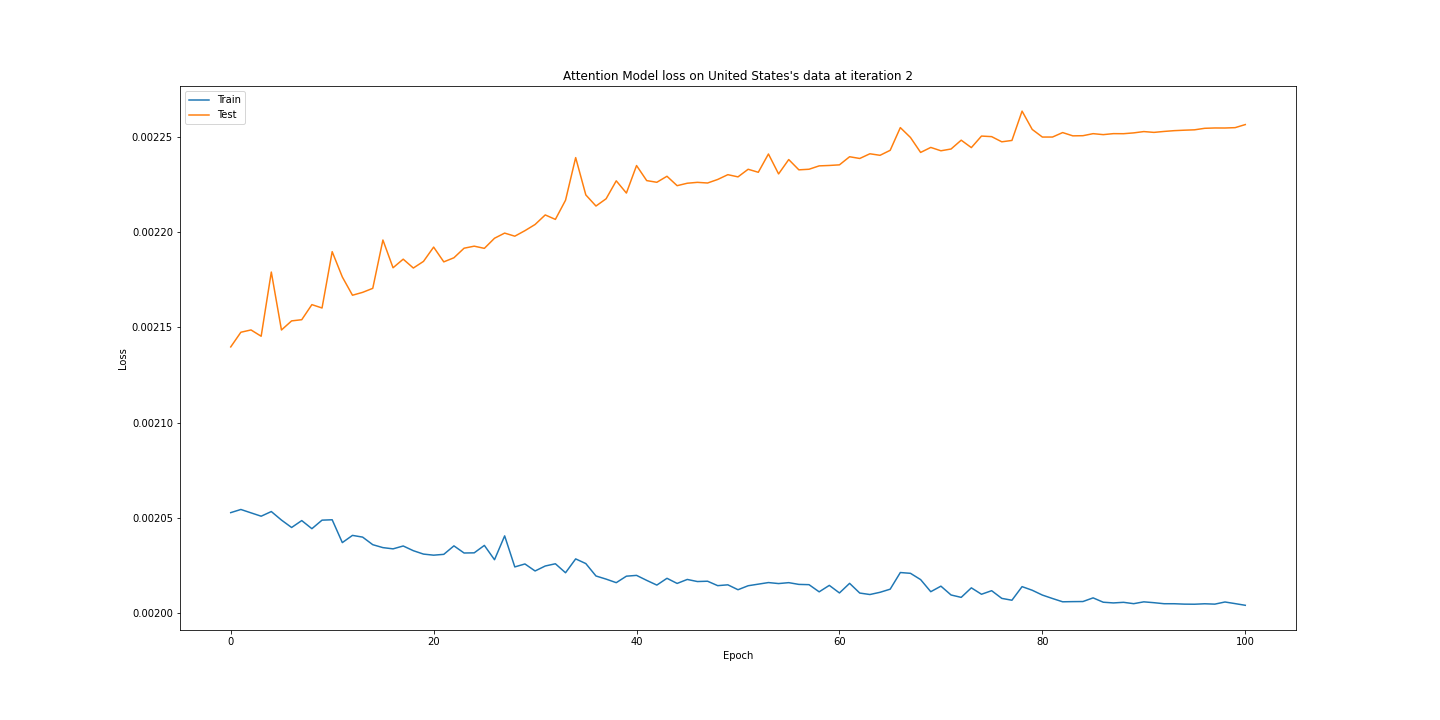 Attention Model loss on United States's data at iteration 2
Train
Test
0.00225
0.00220
0.00215
0.00210
0.00205
0.00200
Loss
0 20 40 60 80 100
Epoch